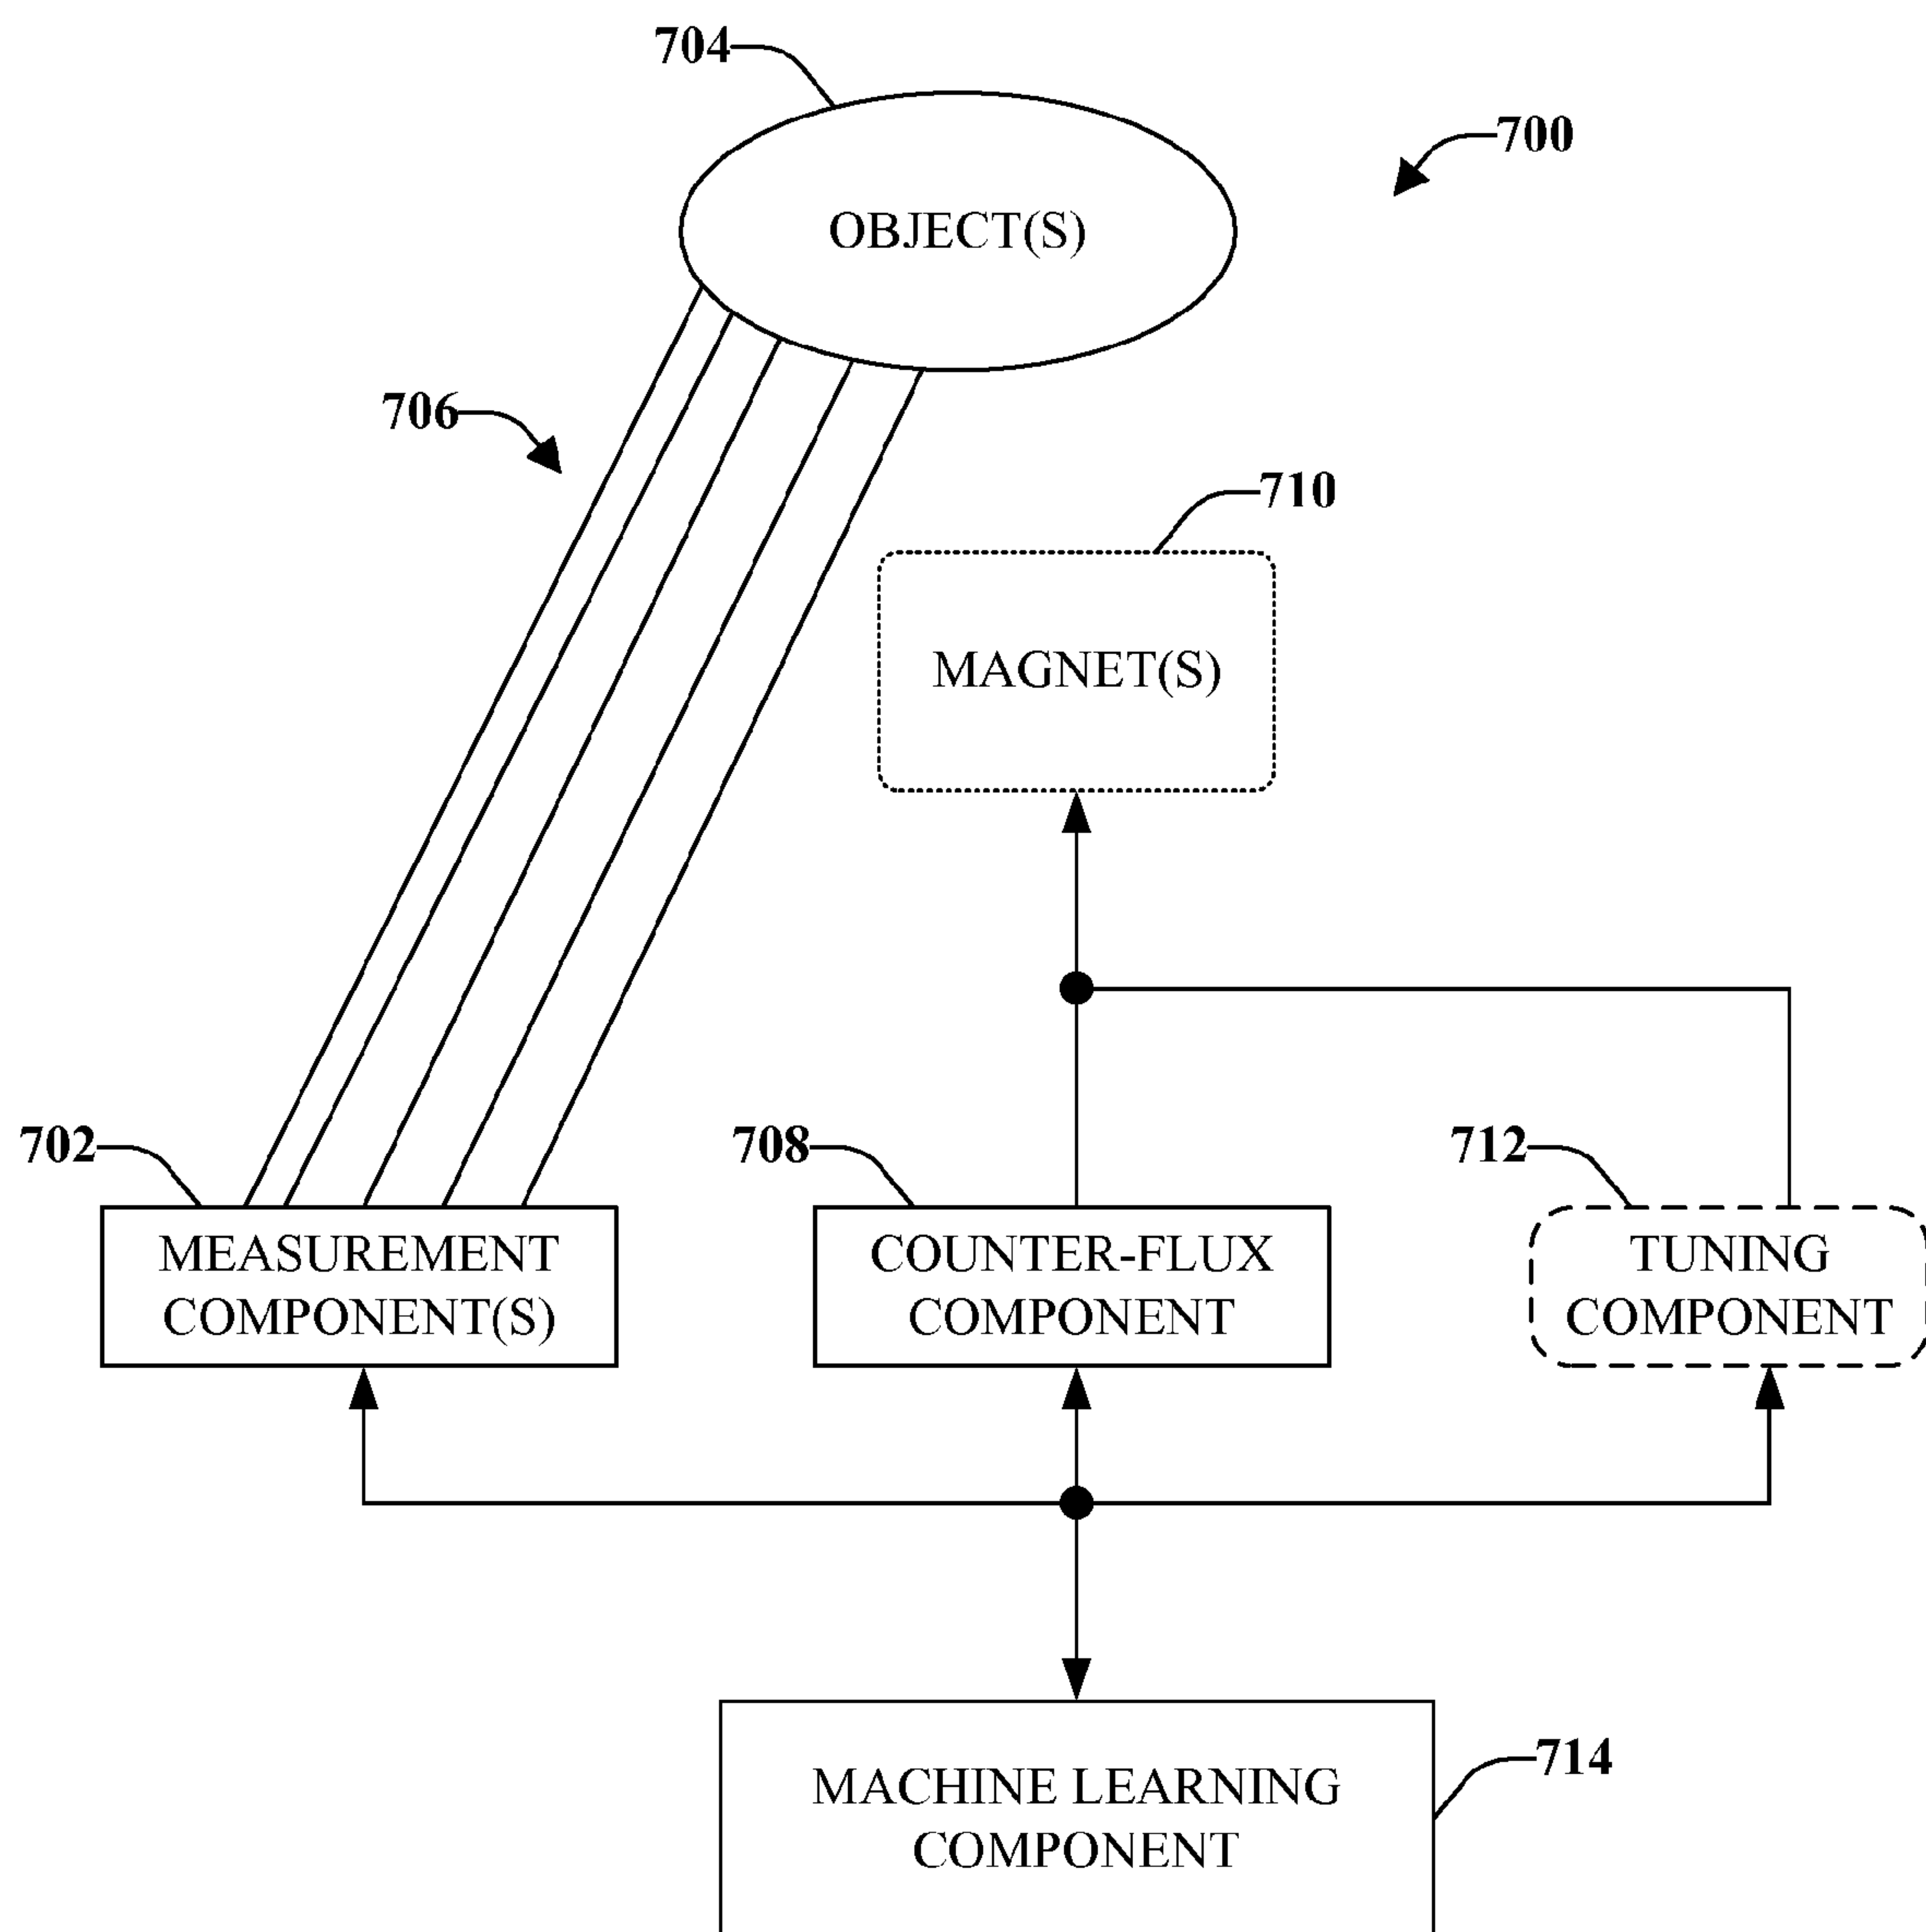 704
700
OBJECT(S)
706
710
MAGNET(S)
702
708
712
MEASUREMENT
COMPONENT(S)
COUNTER-FLUX
COMPONENT
TUNING
COMPONENT
714
MACHINE LEARNING
COMPONENT